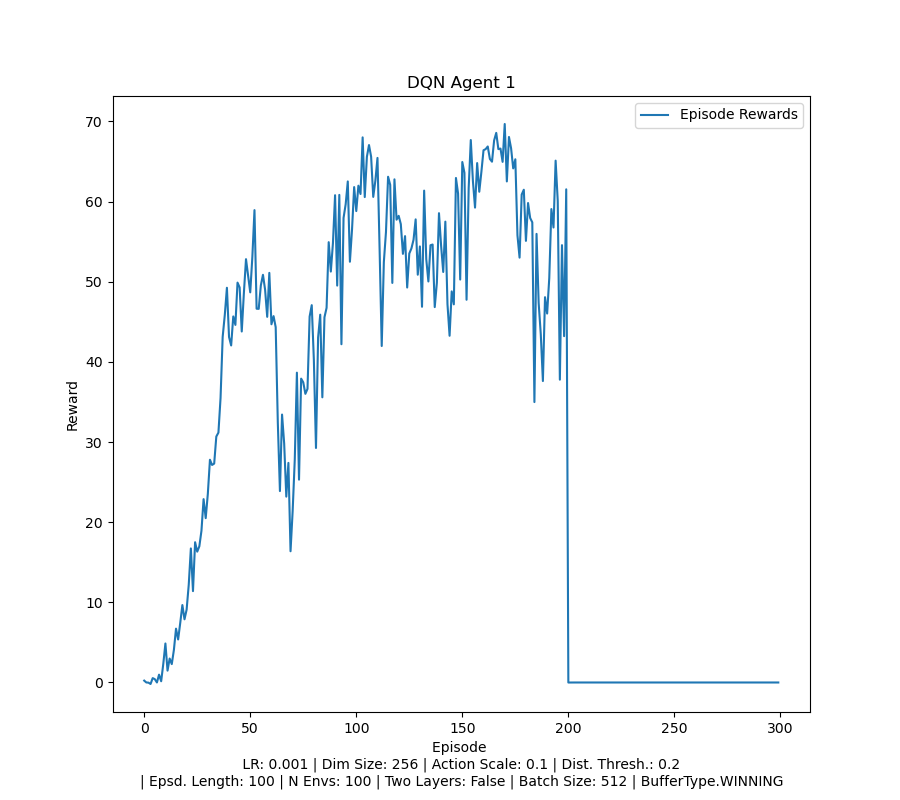 DQN Agent 1
Episode Rewards
70
60
50
40
30
20
10
0
Reward
0 50 100 150 200 250 300
Episode
LR: 0.001 | Dim Size: 256 | Action Scale: 0.1 | Dist. Thresh.: 0.2
| Epsd. Length: 100 | N Envs: 100 | Two Layers: False | Batch Size: 512 | BufferType.WINNING